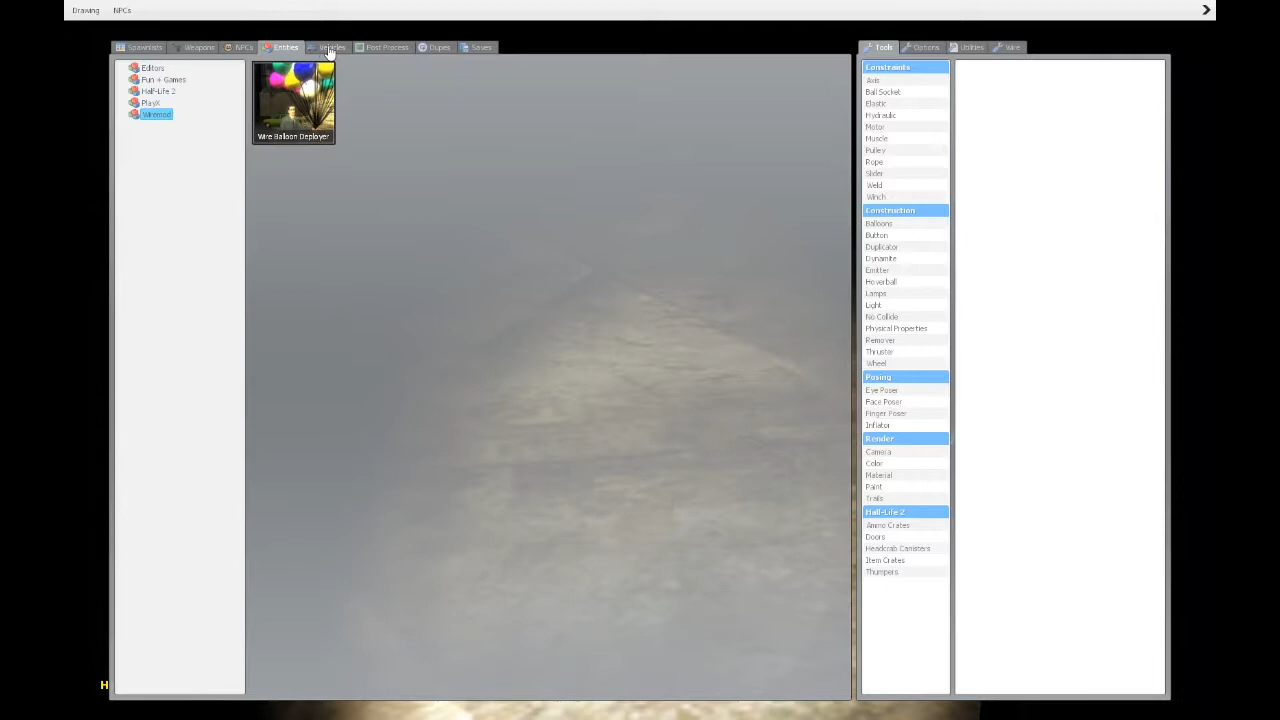 Drawing NPCs
Spawnlists Weapons NPCs Entities Vehicles Post Process Dupes Saves
Tools Options Utilities Wire
Editors
Fun + Games
Half-Life 2
PlayX
Wiremod
Wire Balloon Deployer
Constraints
Axis
Ball Socket
Elastic
Hydraulic
Motor
Muscle
Pulley
Rope
Slider
Weld
Winch
Construction
Balloons
Button
Duplicator
Dynamite
Emitter
Hoverball
Lamps
Light
No Collide
Physical Properties
Remover
Thruster
Wheel
Posing
Eye Poser
Face Poser
Finger Poser
Inflator
Render
Camera
Color
Material
Paint
Trails
Half-Life 2
Ammo Crates
Doors
Headcrab Canisters
Item Crates
Thumpers
H